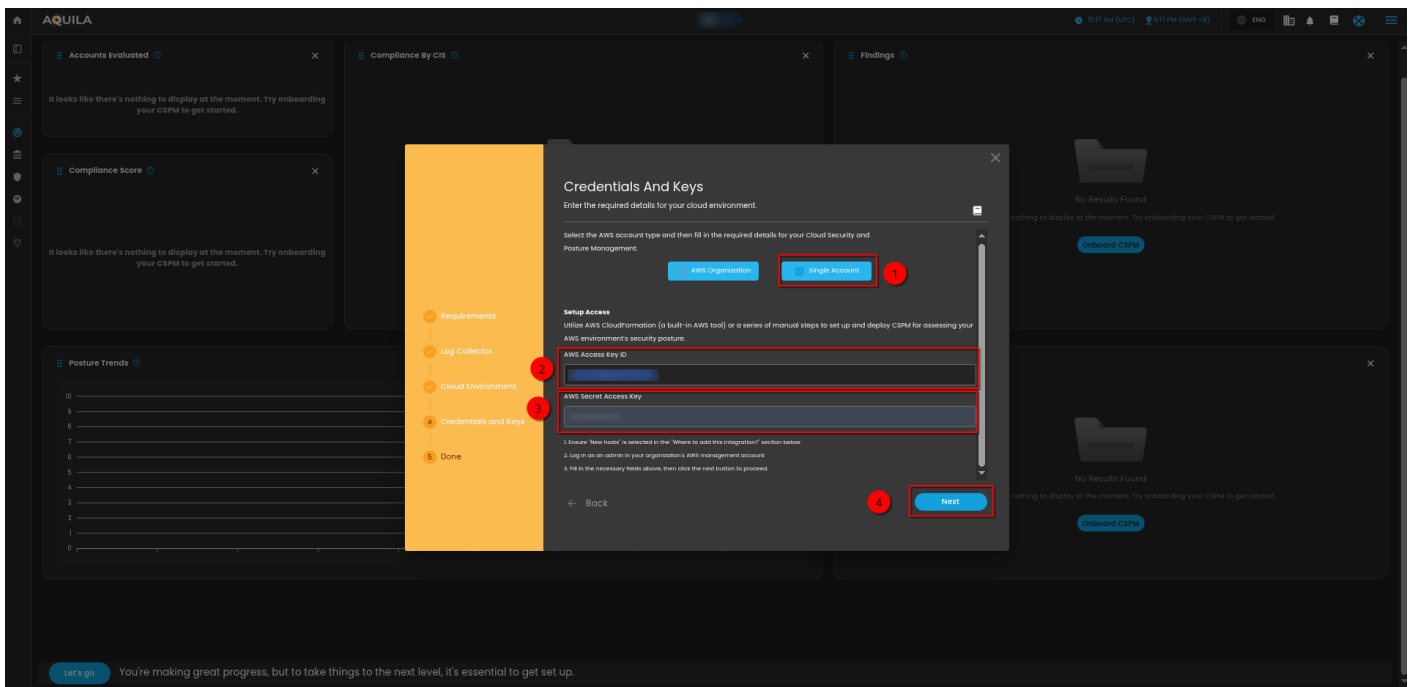 AQUILA
10:17 AM (UTC)
6:17 PM (GMT +8)
ENG
Accounts Evaluated
It looks like there's nothing to display at the moment. Try onboarding
your CSPM to get started.
Compliance By CIS
Findings
No Results Found
nothing to display at the moment. Try onboarding your CSPM to get started.
Onboard CSPM
Compliance Score
It looks like there's nothing to display at the moment. Try onboarding
your CSPM to get started.
Posture Trends
10
9
8
7
6
5
4
3
2
1
0
Requirements
Log Collector
Cloud Environment
4 Credentials and Keys
5 Done
Credentials And Keys
Enter the required details for your cloud environment.
Select the AWS account type and then fill in the required details for your Cloud Security and
Posture Management.
AWS Organization
Single Account
1
Setup Access
Utilize AWS CloudFormation (a built-in AWS tool) or a series of manual steps to set up and deploy CSPM for assessing your
AWS environment's security posture.
AWS Access Key ID
2
AWS Secret Access Key
3
1. Ensure "New hosts" is selected in the "Where to add this integration?" section below
2. Log in as an admin in your organization's AWS management account
3. Fill in the necessary fields above, then click the next button to proceed.
Back
4
Next
No Results Found
nothing to display at the moment. Try onboarding your CSPM to get started.
Onboard CSPM
Let's go
You're making great progress, but to take things to the next level, it's essential to get set up.